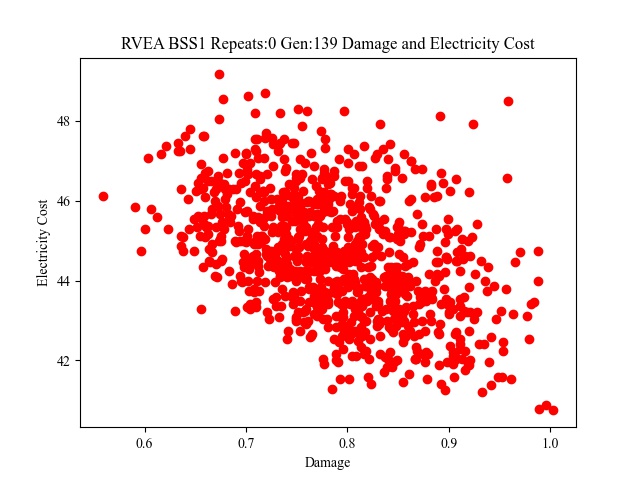 RVEA BSS1 Repeats:0 Gen:139 Damage and Electricity Cost
48
46
44
42
Electricity Cost
0.6 0.7 0.8 0.9 1.0
Damage